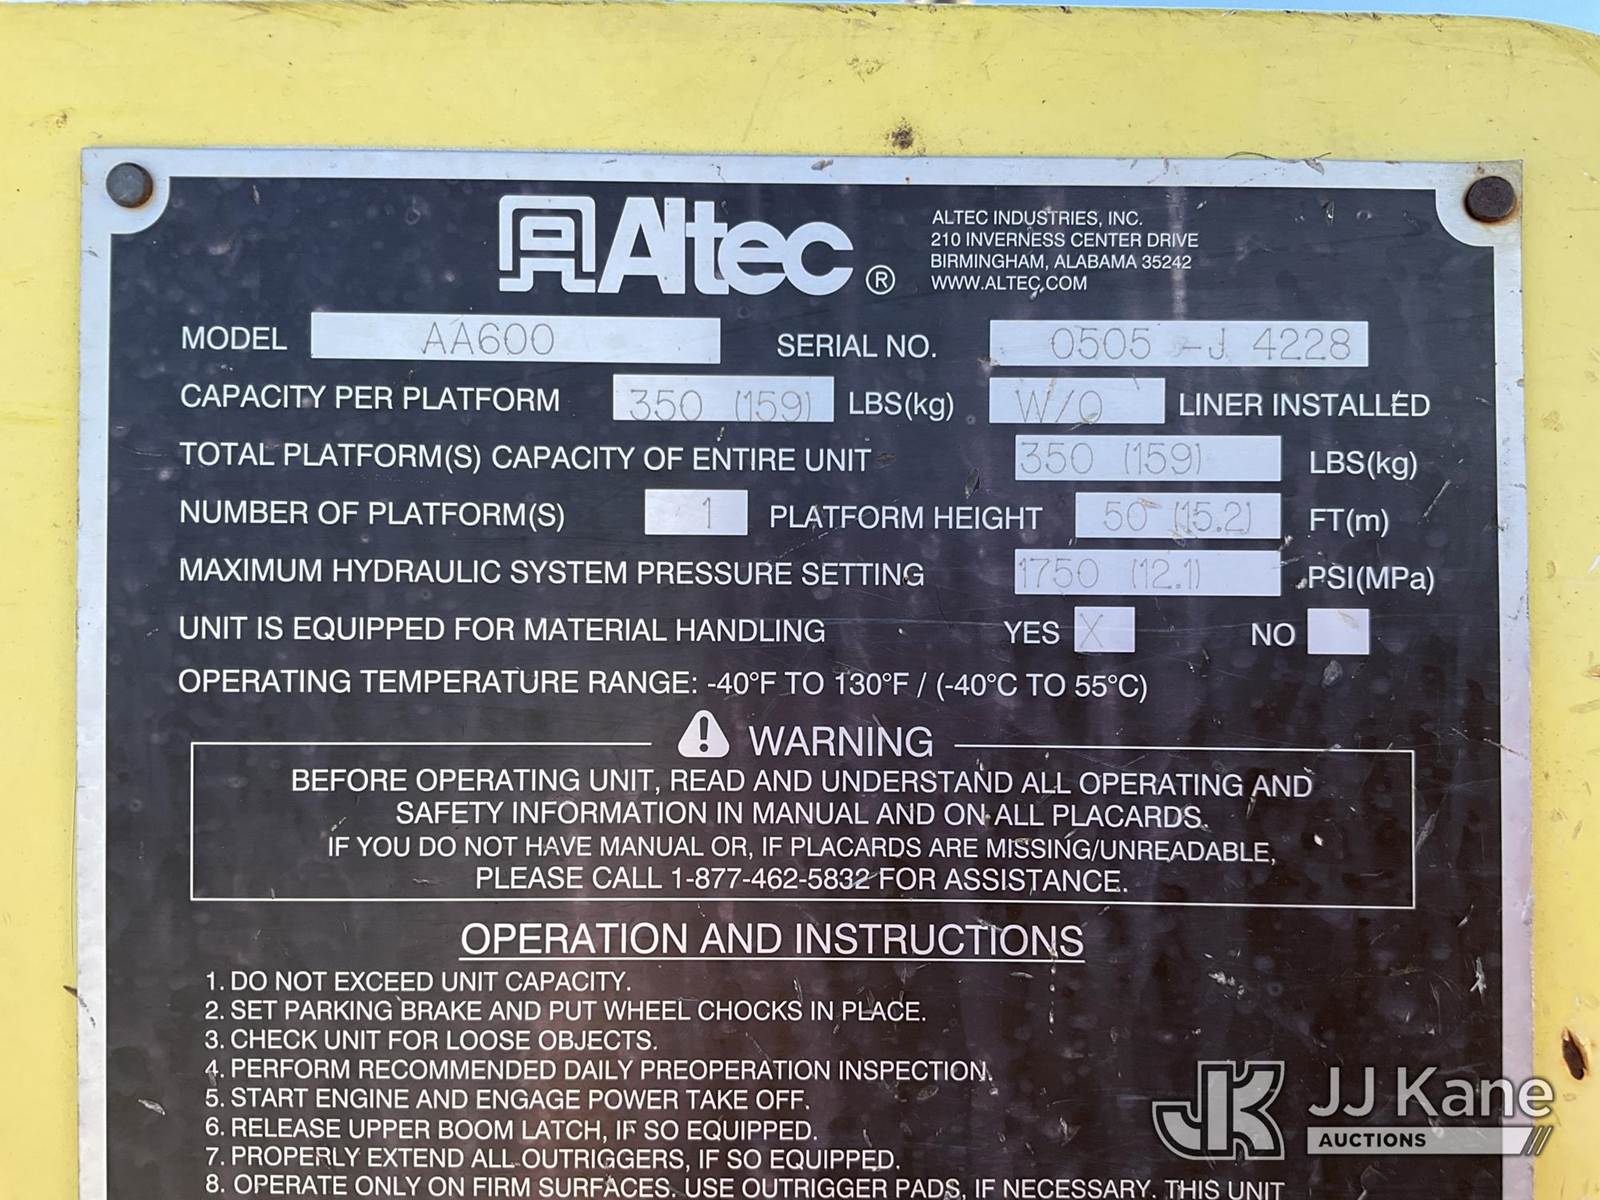 Altec ®
ALTEC INDUSTRIES, INC.
210 INVERNESS CENTER DRIVE
BIRMINGHAM, ALABAMA 35242
WWW.ALTEC.COM
MODEL AA600 SERIAL NO. 0505 -J 4228
CAPACITY PER PLATFORM 350 (159) LBS(kg) W/O LINER INSTALLED
TOTAL PLATFORM(S) CAPACITY OF ENTIRE UNIT 350 (159) LBS(kg)
NUMBER OF PLATFORM(S) 1 PLATFORM HEIGHT 50 (15.2) FT(m)
MAXIMUM HYDRAULIC SYSTEM PRESSURE SETTING 1750 (12.1) PSI(MPa)
UNIT IS EQUIPPED FOR MATERIAL HANDLING YES X NO
OPERATING TEMPERATURE RANGE: -40°F TO 130°F / (-40°C TO 55°C)
WARNING
BEFORE OPERATING UNIT, READ AND UNDERSTAND ALL OPERATING AND
SAFETY INFORMATION IN MANUAL AND ON ALL PLACARDS.
IF YOU DO NOT HAVE MANUAL OR, IF PLACARDS ARE MISSING/UNREADABLE,
PLEASE CALL 1-877-462-5832 FOR ASSISTANCE.
OPERATION AND INSTRUCTIONS
1. DO NOT EXCEED UNIT CAPACITY.
2. SET PARKING BRAKE AND PUT WHEEL CHOCKS IN PLACE.
3. CHECK UNIT FOR LOOSE OBJECTS.
4. PERFORM RECOMMENDED DAILY PREOPERATION INSPECTION.
5. START ENGINE AND ENGAGE POWER TAKE OFF.
6. RELEASE UPPER BOOM LATCH, IF SO EQUIPPED.
7. PROPERLY EXTEND ALL OUTRIGGERS, IF SO EQUIPPED.
8. OPERATE ONLY ON FIRM SURFACES. USE OUTRIGGER PADS, IF NECESSARY. THIS UNIT
JK JJ Kane
AUCTIONS